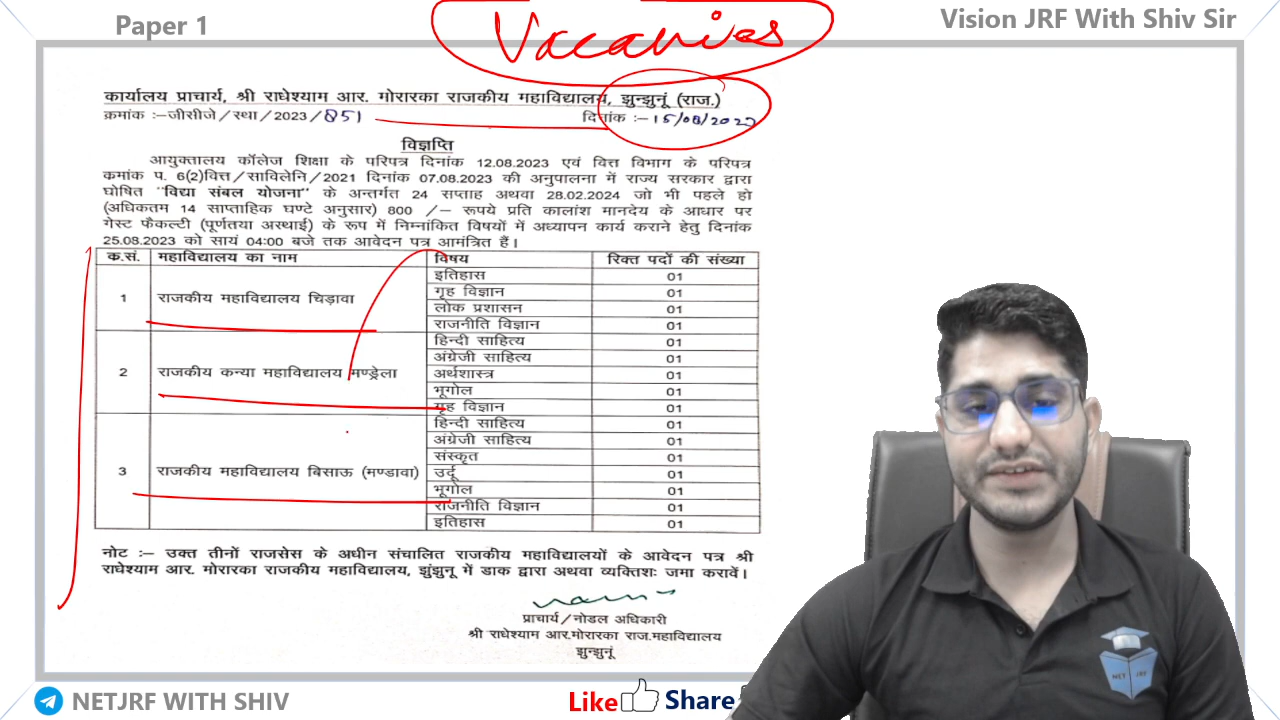 Paper 1
Vision JRF With Shiv Sir
Vacancies
कार्यालय प्राचार्य, श्री राधेश्याम आर. मोरारका राजकीय महाविद्यालय, झुन्झुनूं (राज.)
क्रमांक :–जीसीजे/स्था/2023/851 दिनांक :–15/08/2023
विज्ञप्ति
आयुक्तालय कॉलेज शिक्षा के परिपत्र दिनांक 12.08.2023 एवं वित्त विभाग के परिपत्र
क्रमांक प. 6(2)वित्त/साविलेनि/2021 दिनांक 07.08.2023 की अनुपालना में राज्य सरकार द्वारा
घोषित "विद्या संबल योजना" के अन्तर्गत 24 सप्ताह अथवा 28.02.2024 जो भी पहले हो
(अधिकतम 14 साप्ताहिक घण्टे अनुसार) 800 /– रूपये प्रति कालांश मानदेय के आधार पर
गेस्ट फैकल्टी (पूर्णतया अस्थाई) के रूप में निम्नांकित विषयों में अध्यापन कार्य कराने हेतु दिनांक
25.08.2023 को सायं 04:00 बजे तक आवेदन पत्र आमंत्रित हैं।
क.सं. महाविद्यालय का नाम विषय रिक्त पदों की संख्या
1 राजकीय महाविद्यालय चिड़ावा इतिहास 01
गृह विज्ञान 01
लोक प्रशासन 01
राजनीति विज्ञान 01
2 राजकीय कन्या महाविद्यालय मण्ड्रेला हिन्दी साहित्य 01
अंग्रेजी साहित्य 01
अर्थशास्त्र 01
भूगोल 01
गृह विज्ञान 01
3 राजकीय महाविद्यालय बिसाऊ (मण्डावा) हिन्दी साहित्य 01
अंग्रेजी साहित्य 01
संस्कृत 01
उर्दू 01
भूगोल 01
राजनीति विज्ञान 01
इतिहास 01
नोट :– उक्त तीनों राजसेस के अधीन संचालित राजकीय महाविद्यालयों के आवेदन पत्र श्री
राधेश्याम आर. मोरारका राजकीय महाविद्यालय, झुंझुनू में डाक द्वारा अथवा व्यक्तिशः जमा करावें।
प्राचार्य/नोडल अधिकारी
श्री राधेश्याम आर.मोरारका राज.महाविद्यालय
झुन्झुनूं
NET JRF
NETJRF WITH SHIV
Like Share